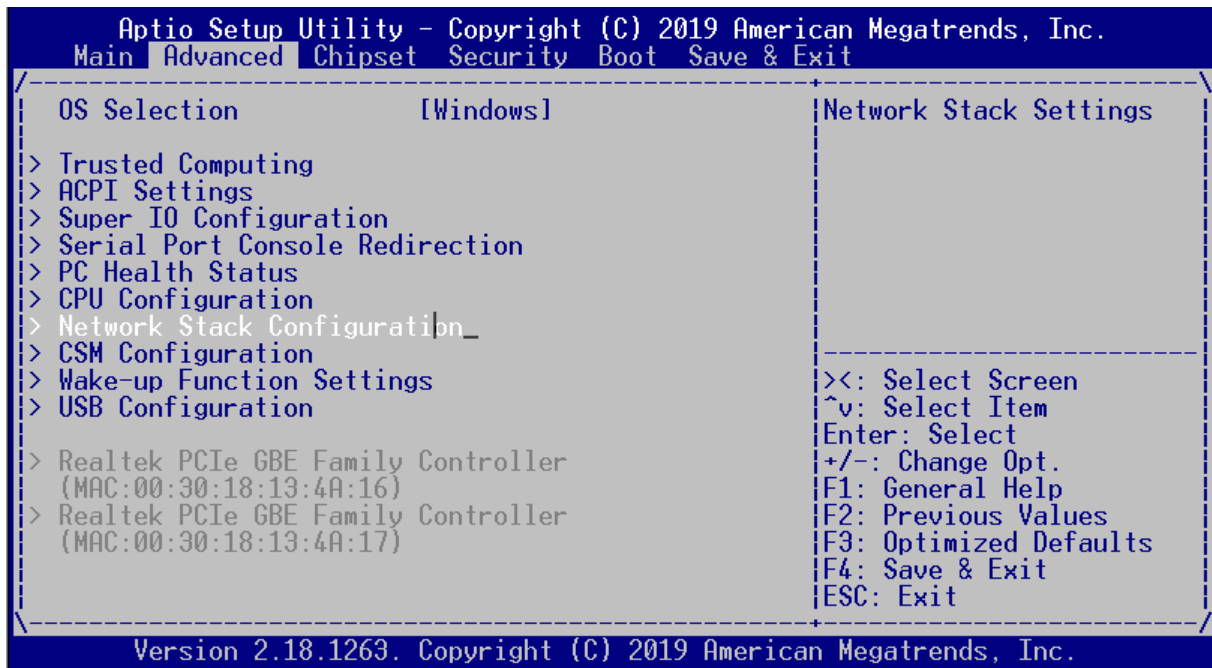 Aptio Setup Utility - Copyright (C) 2019 American Megatrends, Inc.
Main Advanced Chipset Security Boot Save & Exit
OS Selection [Windows]
> Trusted Computing
> ACPI Settings
> Super IO Configuration
> Serial Port Console Redirection
> PC Health Status
> CPU Configuration
> Network Stack Configuration_
> CSM Configuration
> Wake-up Function Settings
> USB Configuration
> Realtek PCIe GBE Family Controller
(MAC:00:30:18:13:4A:16)
> Realtek PCIe GBE Family Controller
(MAC:00:30:18:13:4A:17)
Network Stack Settings
><: Select Screen
^v: Select Item
Enter: Select
+/-: Change Opt.
F1: General Help
F2: Previous Values
F3: Optimized Defaults
F4: Save & Exit
ESC: Exit
Version 2.18.1263. Copyright (C) 2019 American Megatrends, Inc.